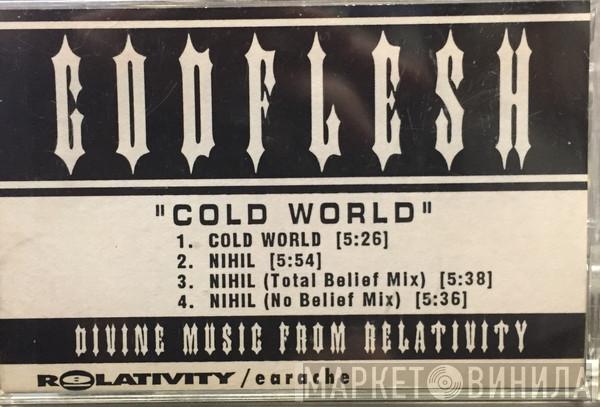 GODFLESH
"COLD WORLD"
1. COLD WORLD [5:26]
2. NIHIL [5:54]
3. NIHIL (Total Belief Mix) [5:38]
4. NIHIL (No Belief Mix) [5:36]
DIVINE MUSIC FROM RELATIVITY
RELATIVITY / earache
МАРКЕТ ВИНИЛА